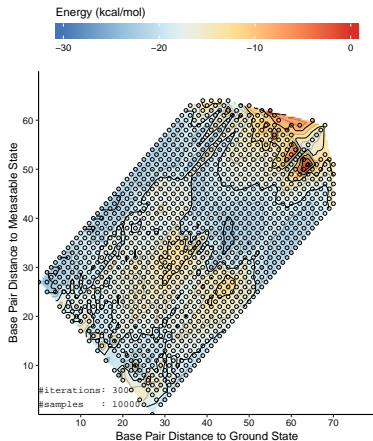 Energy (kcal/mol)
−30 −20 −10 0
60
50
40
30
20
10
Base Pair Distance to Metastable State
#iterations: 3000
#samples   : 10000
10 20 30 40 50 60 70
Base Pair Distance to Ground State